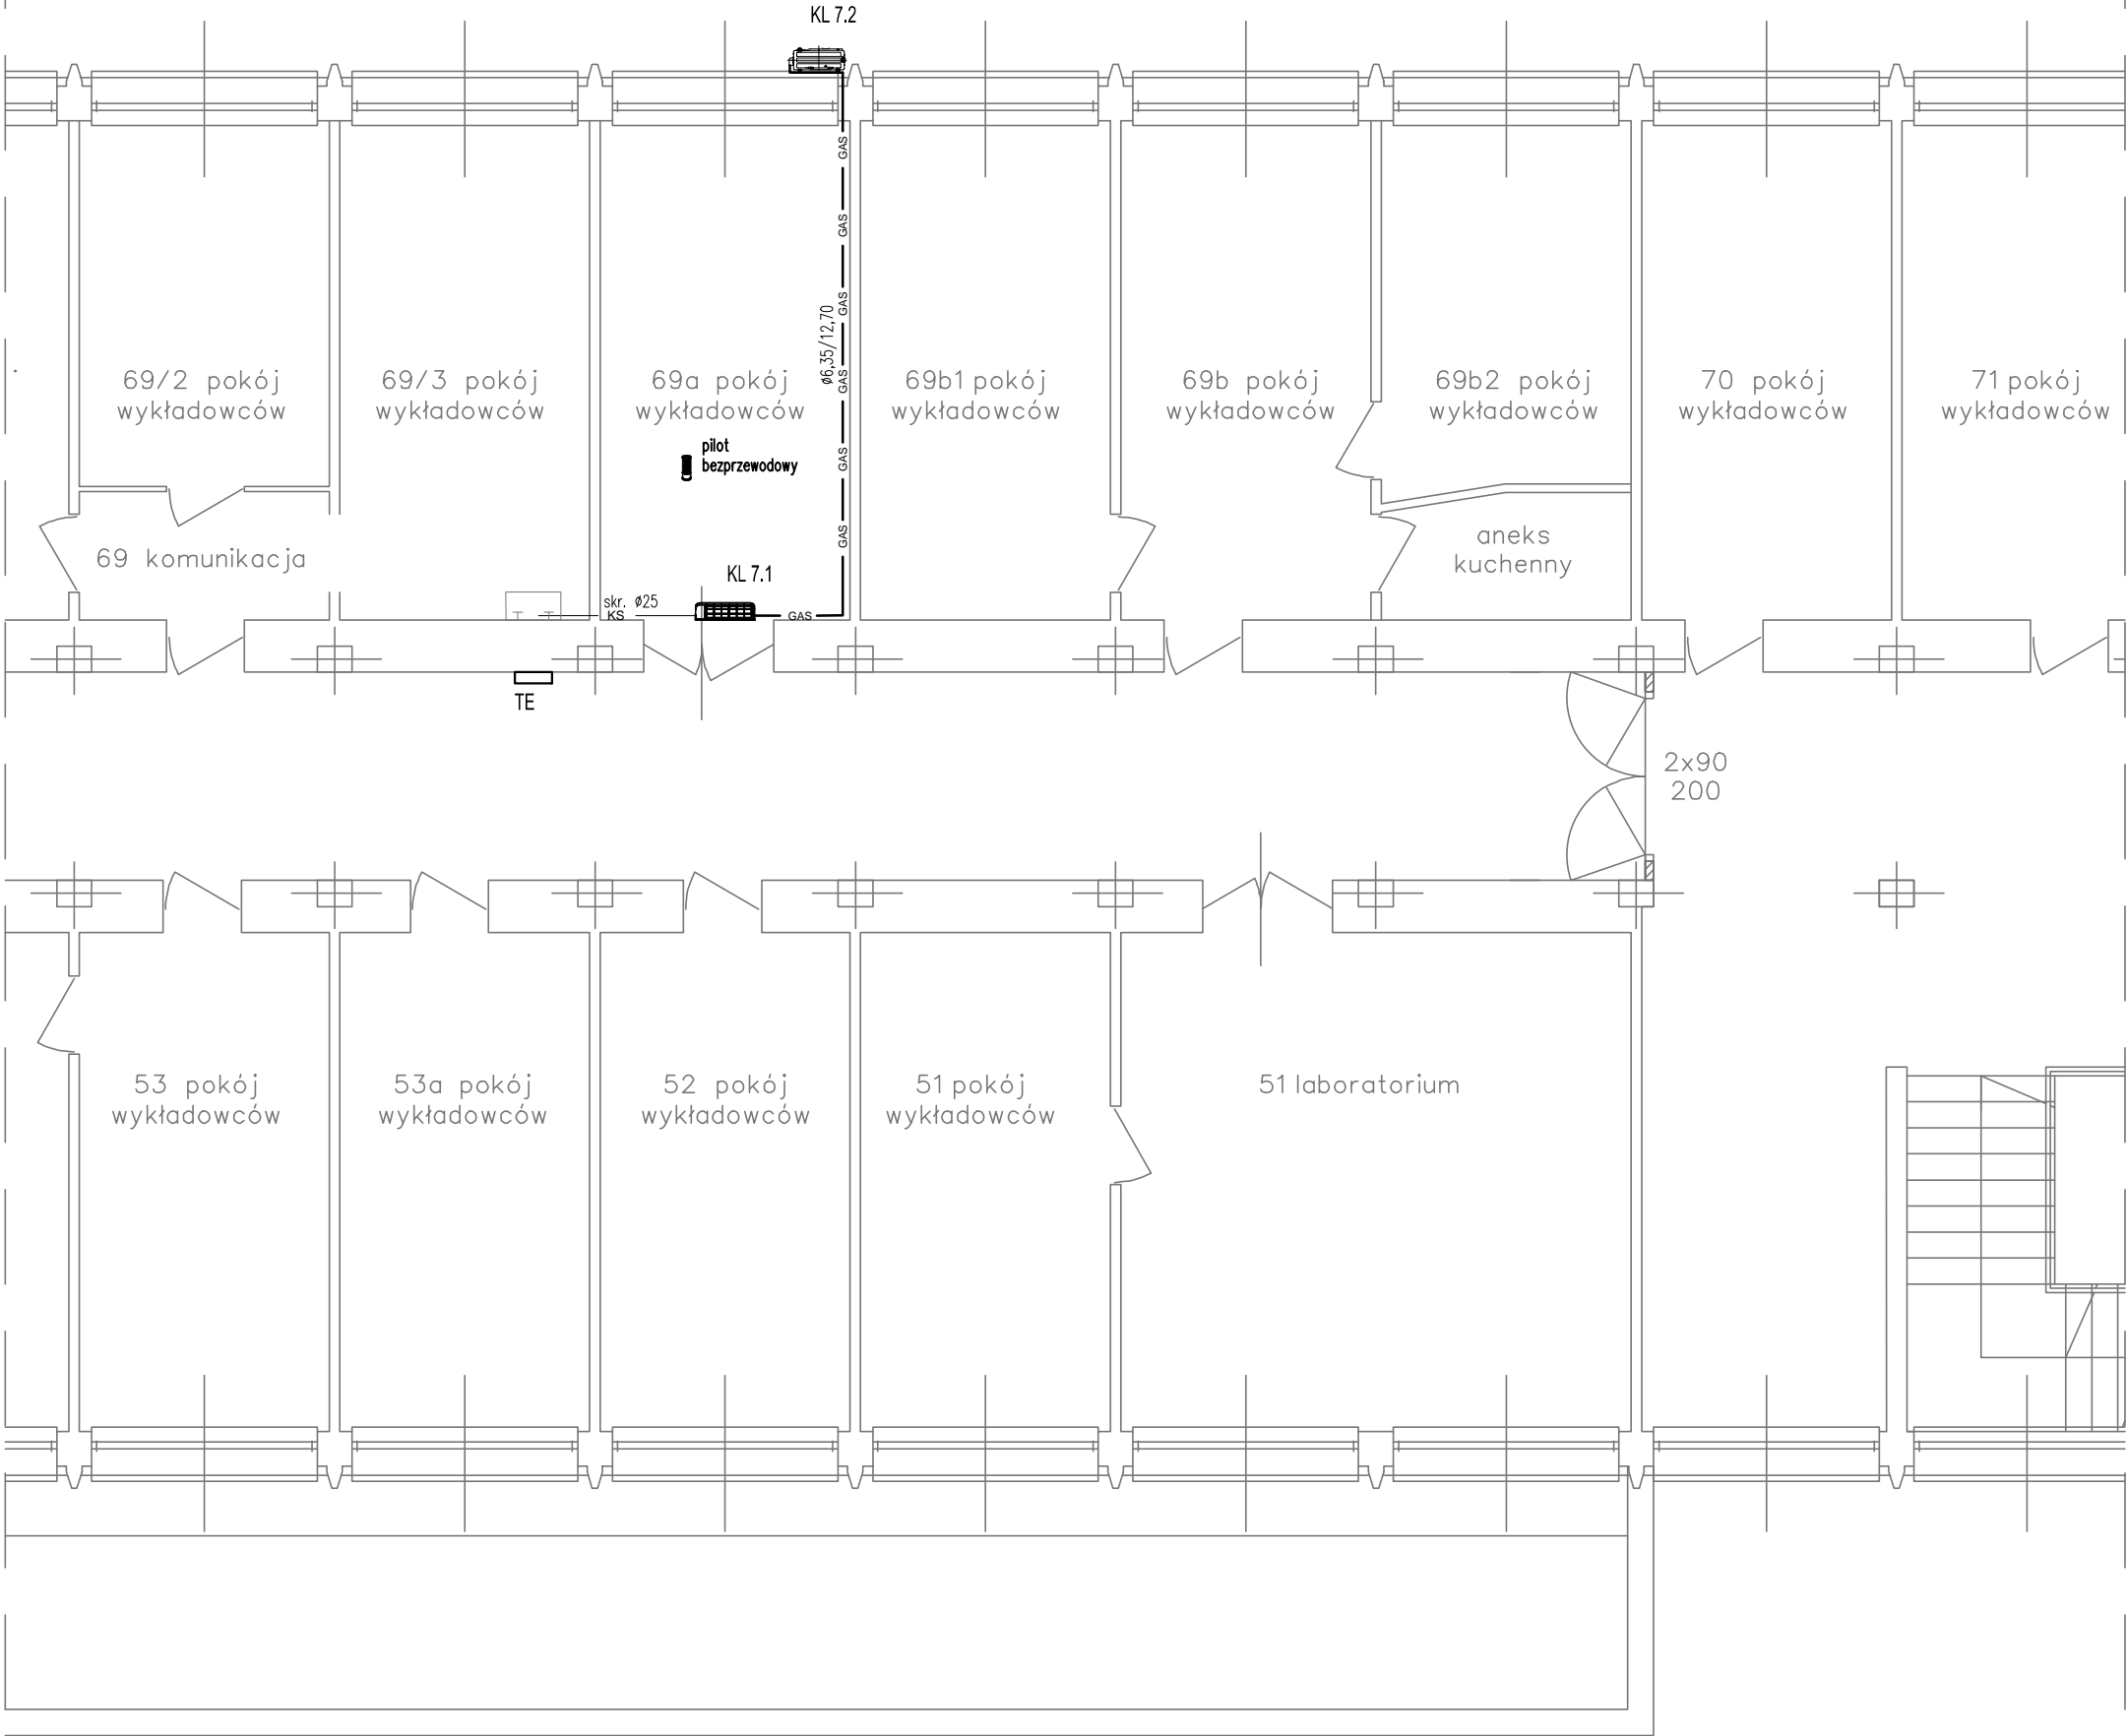 KL 7.2
GAS
GAS
GAS
ø6,35/12,70
GAS
GAS
GAS
69/2 pokój
wykładowców
69/3 pokój
wykładowców
69a pokój
wykładowców
69b1 pokój
wykładowców
69b pokój
wykładowców
69b2 pokój
wykładowców
70 pokój
wykładowców
71 pokój
wykładowców
pilot
bezprzewodowy
69 komunikacja
aneks
kuchenny
KL 7.1
skr. ø25
KS
GAS
TE
2x90
200
53 pokój
wykładowców
53a pokój
wykładowców
52 pokój
wykładowców
51 pokój
wykładowców
51 laboratorium